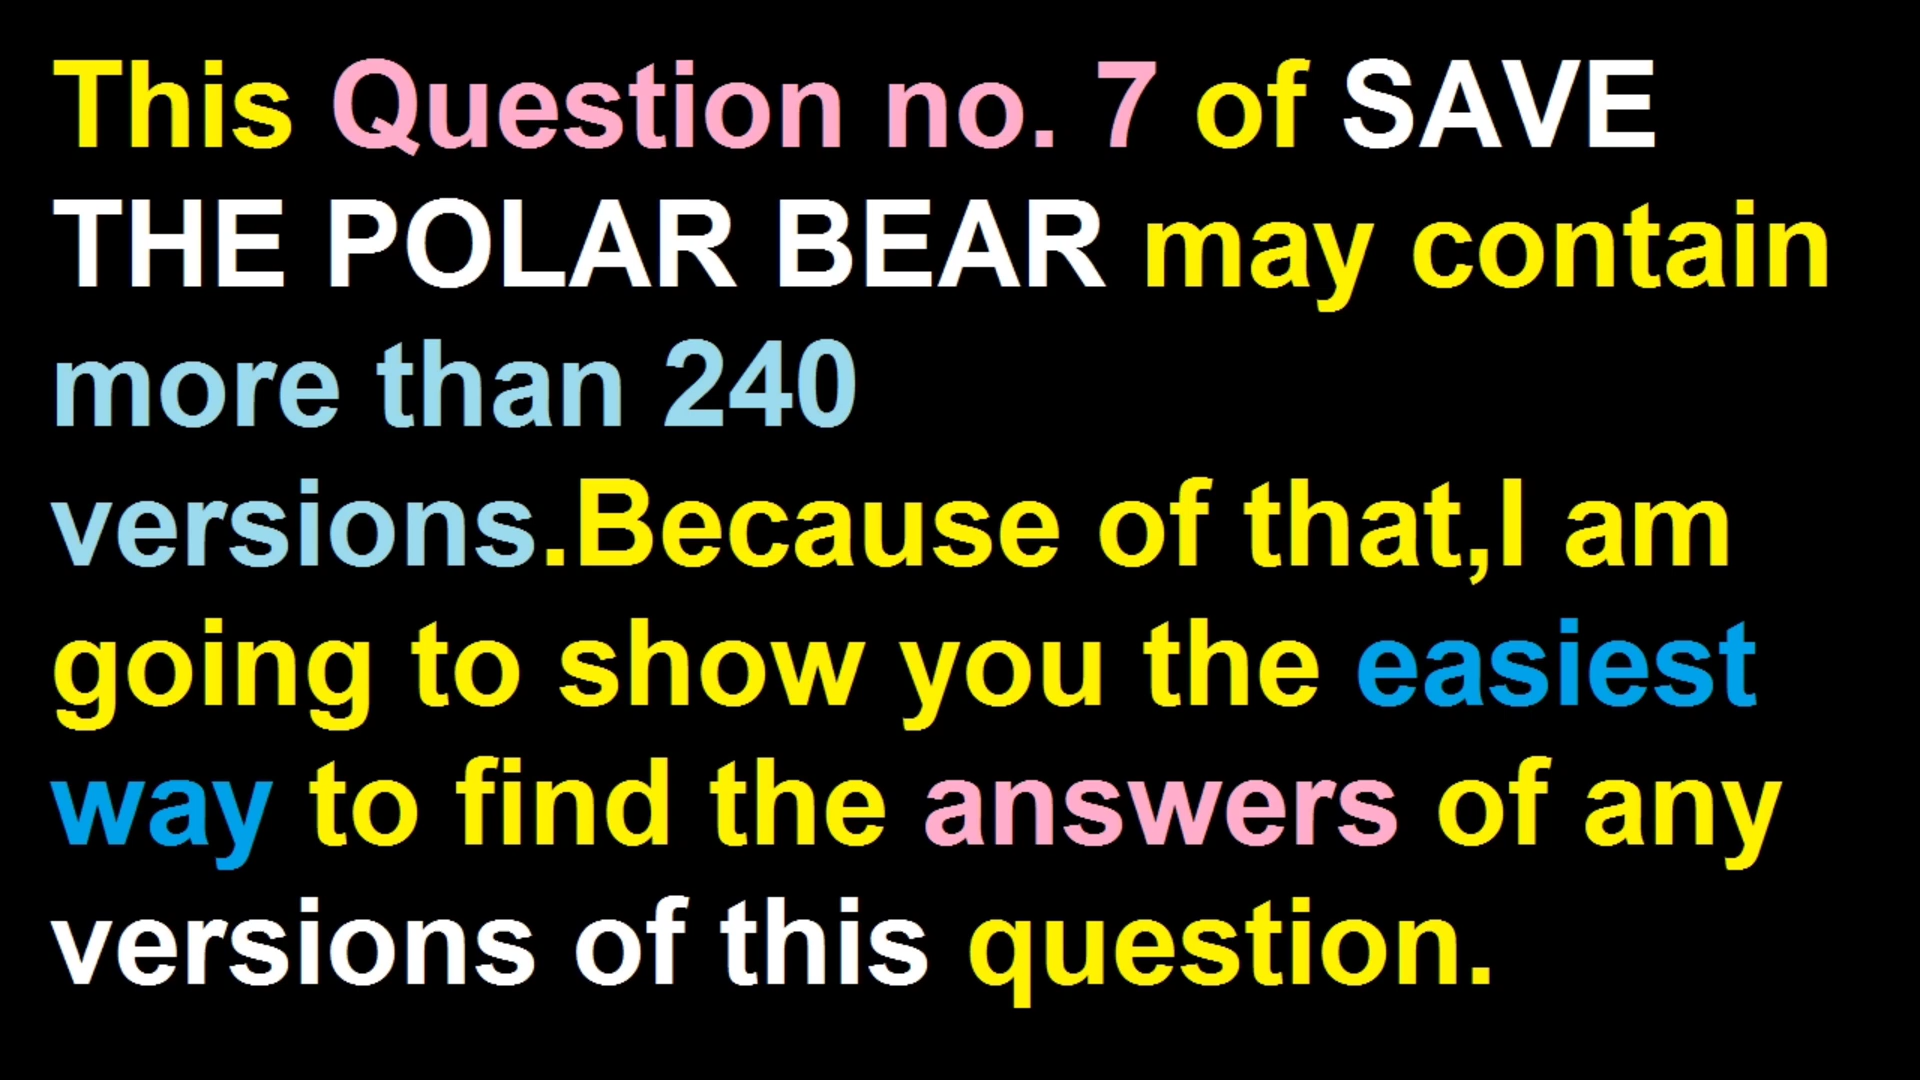 This Question no. 7 of SAVE
THE POLAR BEAR may contain
more than 240
versions.Because of that,I am
going to show you the easiest
way to find the answers of any
versions of this question.